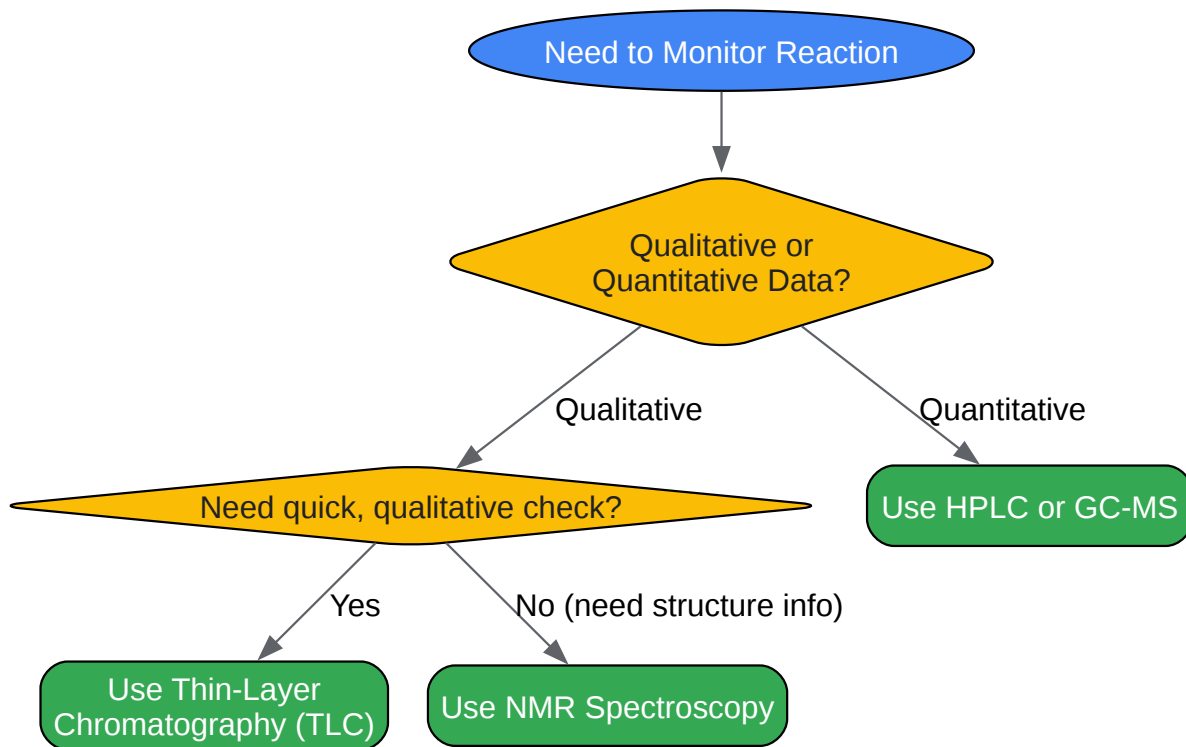 Need to Monitor Reaction
Qualitative or
Quantitative Data?
Qualitative
Quantitative
Need quick, qualitative check?
Use HPLC or GC-MS
Yes
No (need structure info)
Use Thin-Layer
Chromatography (TLC)
Use NMR Spectroscopy